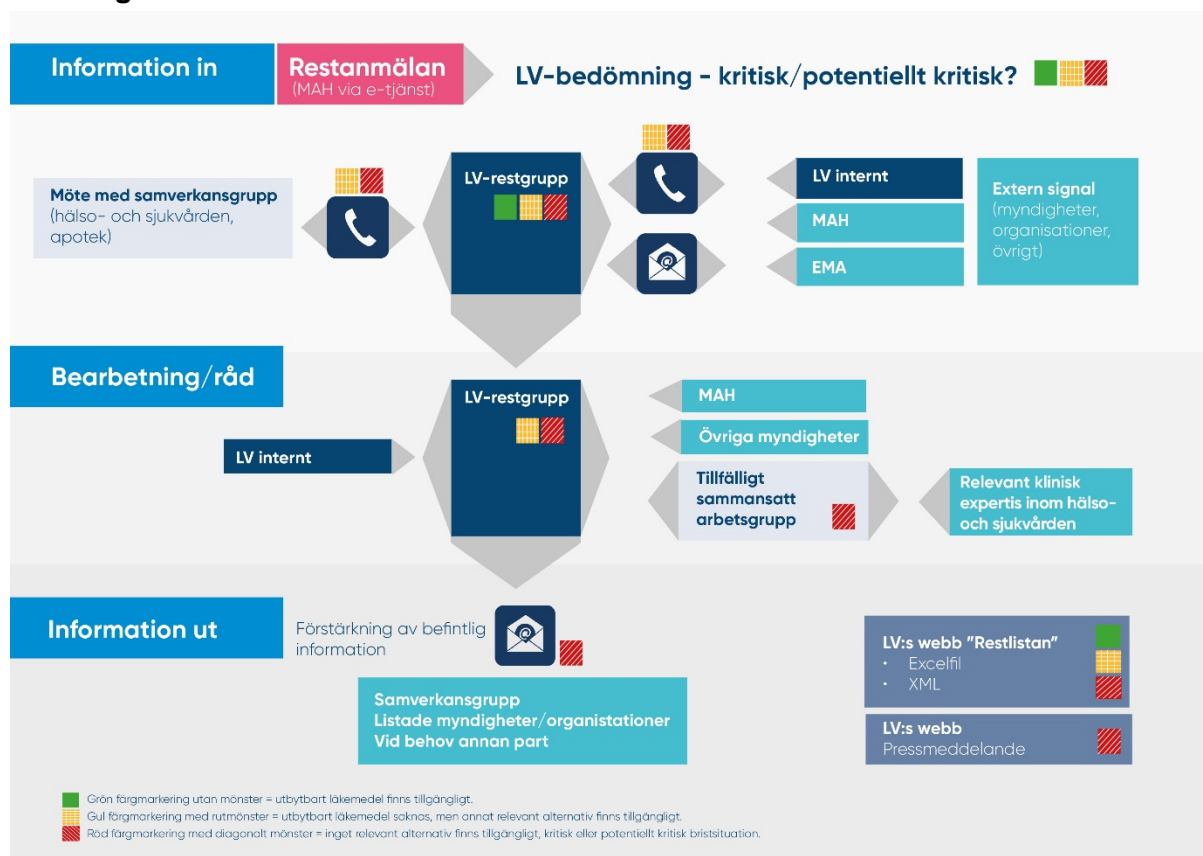 Information in
Restanmälan
(MAH via e-tjänst)
LV-bedömning - kritisk/potentiellt kritisk?
Möte med samverkansgrupp
(hälso- och sjukvården,
apotek)
LV-restgrupp
LV internt
MAH
EMA
Extern signal
(myndigheter,
organisationer,
övrigt)
Bearbetning/råd
LV internt
LV-restgrupp
MAH
Övriga myndigheter
Tillfälligt
sammansatt
arbetsgrupp
Relevant klinisk
expertis inom hälso-
och sjukvården
Information ut
Förstärkning av befintlig
information
Samverkansgrupp
Listade myndigheter/organistationer
Vid behov annan part
LV:s webb ”Restlistan”
• Excelfil
• XML
LV:s webb
Pressmeddelande
Grön färgmarkering utan mönster = utbytbart läkemedel finns tillgängligt.
Gul färgmarkering med rutmönster = utbytbart läkemedel saknas, men annat relevant alternativ finns tillgängligt.
Röd färgmarkering med diagonalt mönster = inget relevant alternativ finns tillgängligt, kritisk eller potentiellt kritisk bristsituation.